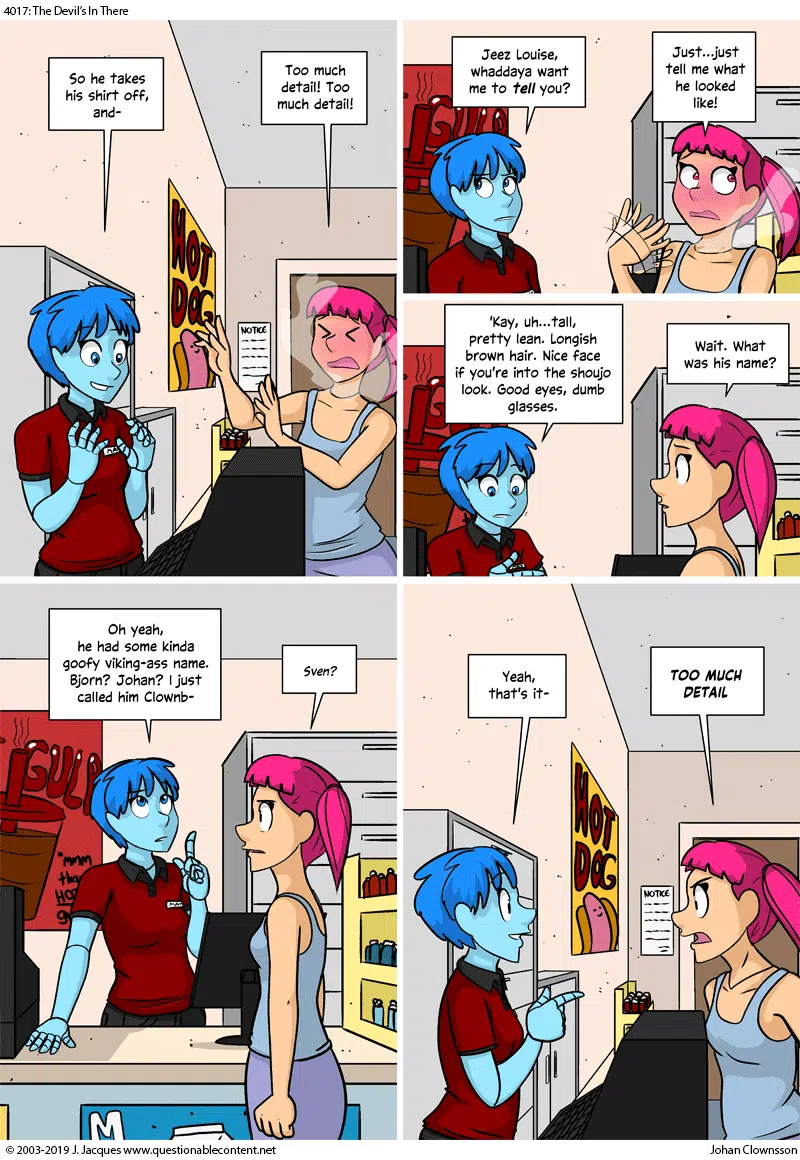 4017: The Devil's In There
So he takes
his shirt off,
and-
Too much
detail! Too
much detail!
HOT
DOG
NOTICE
Jeez Louise,
whaddaya want
me to tell you?
Just...just
tell me what
he looked
like!
GULP
'Kay, uh...tall,
pretty lean. Longish
brown hair. Nice face
if you're into the shoujo
look. Good eyes, dumb
glasses.
Wait. What
was his name?
Oh yeah,
he had some kinda
goofy viking-ass name.
Bjorn? Johan? I just
called him Clownb-
Sven?
GULP
"mmm
M
Yeah,
that's it-
TOO MUCH
DETAIL
HOT
DOG
NOTICE
© 2003-2019 J. Jacques www.questionablecontent.net
Johan Clownsson